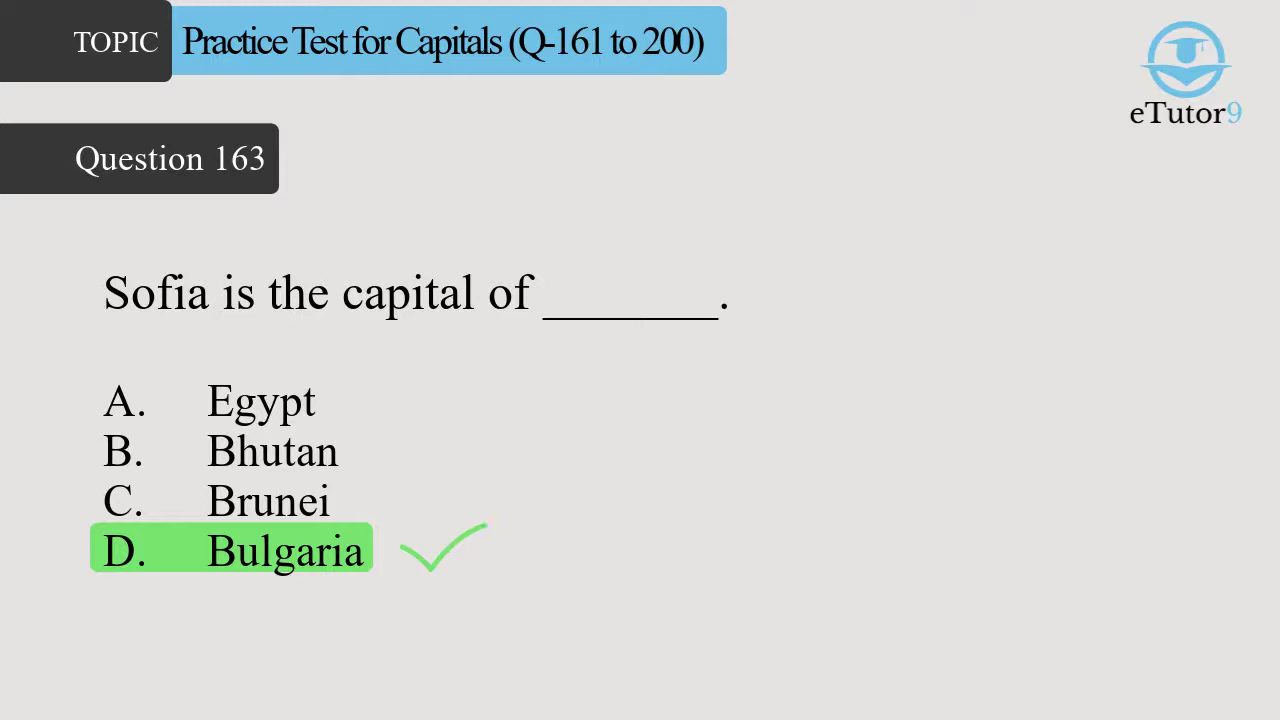 TOPIC
Practice Test for Capitals (Q-161 to 200)
eTutor9
Question 163
Sofia is the capital of _______.
A. Egypt
B. Bhutan
C. Brunei
D. Bulgaria